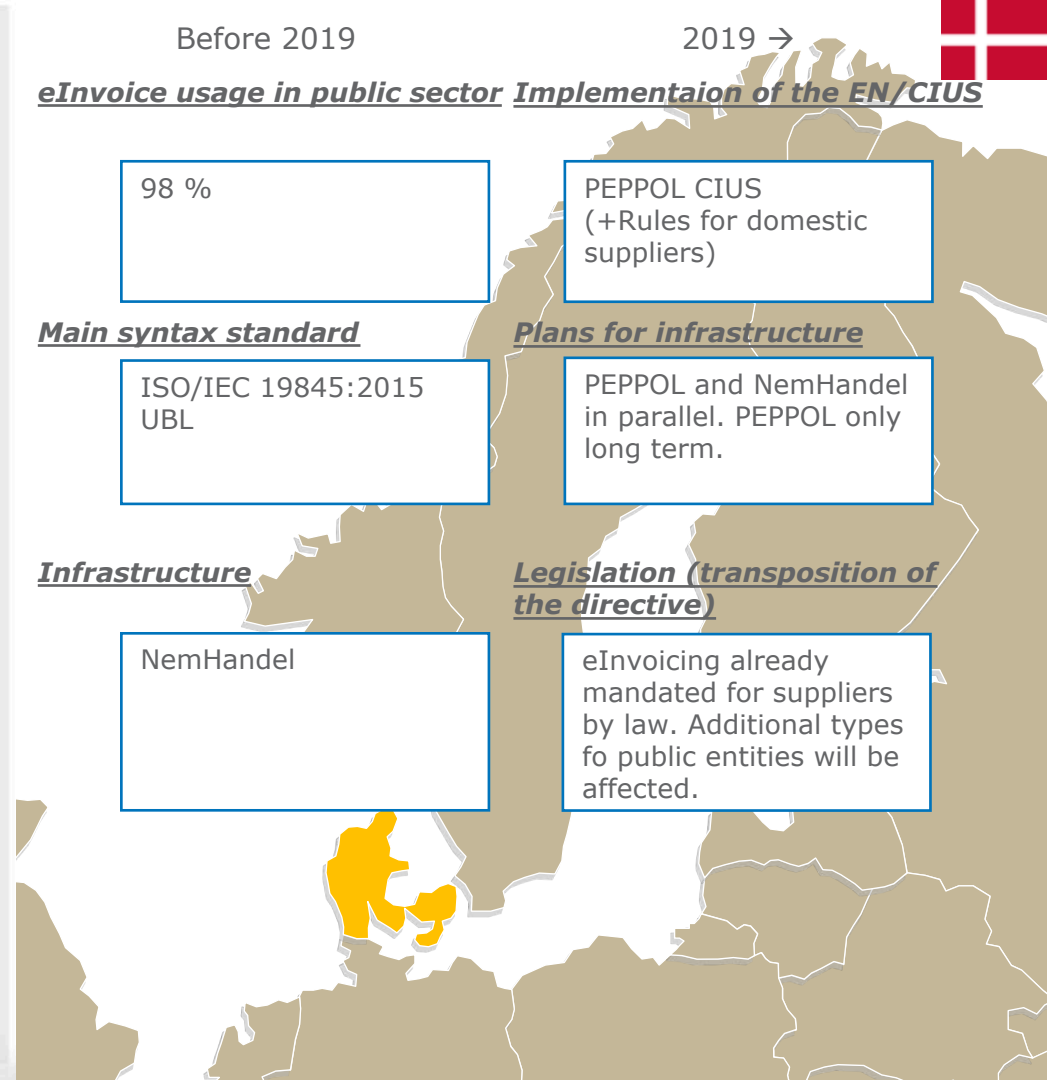 Before 2019
2019 →
eInvoice usage in public sector
Implementaion of the EN/CIUS
98 %
PEPPOL CIUS
(+Rules for domestic
suppliers)
Main syntax standard
Plans for infrastructure
ISO/IEC 19845:2015
UBL
PEPPOL and NemHandel
in parallel. PEPPOL only
long term.
Infrastructure
Legislation (transposition of
the directive)
NemHandel
eInvoicing already
mandated for suppliers
by law. Additional types
fo public entities will be
affected.